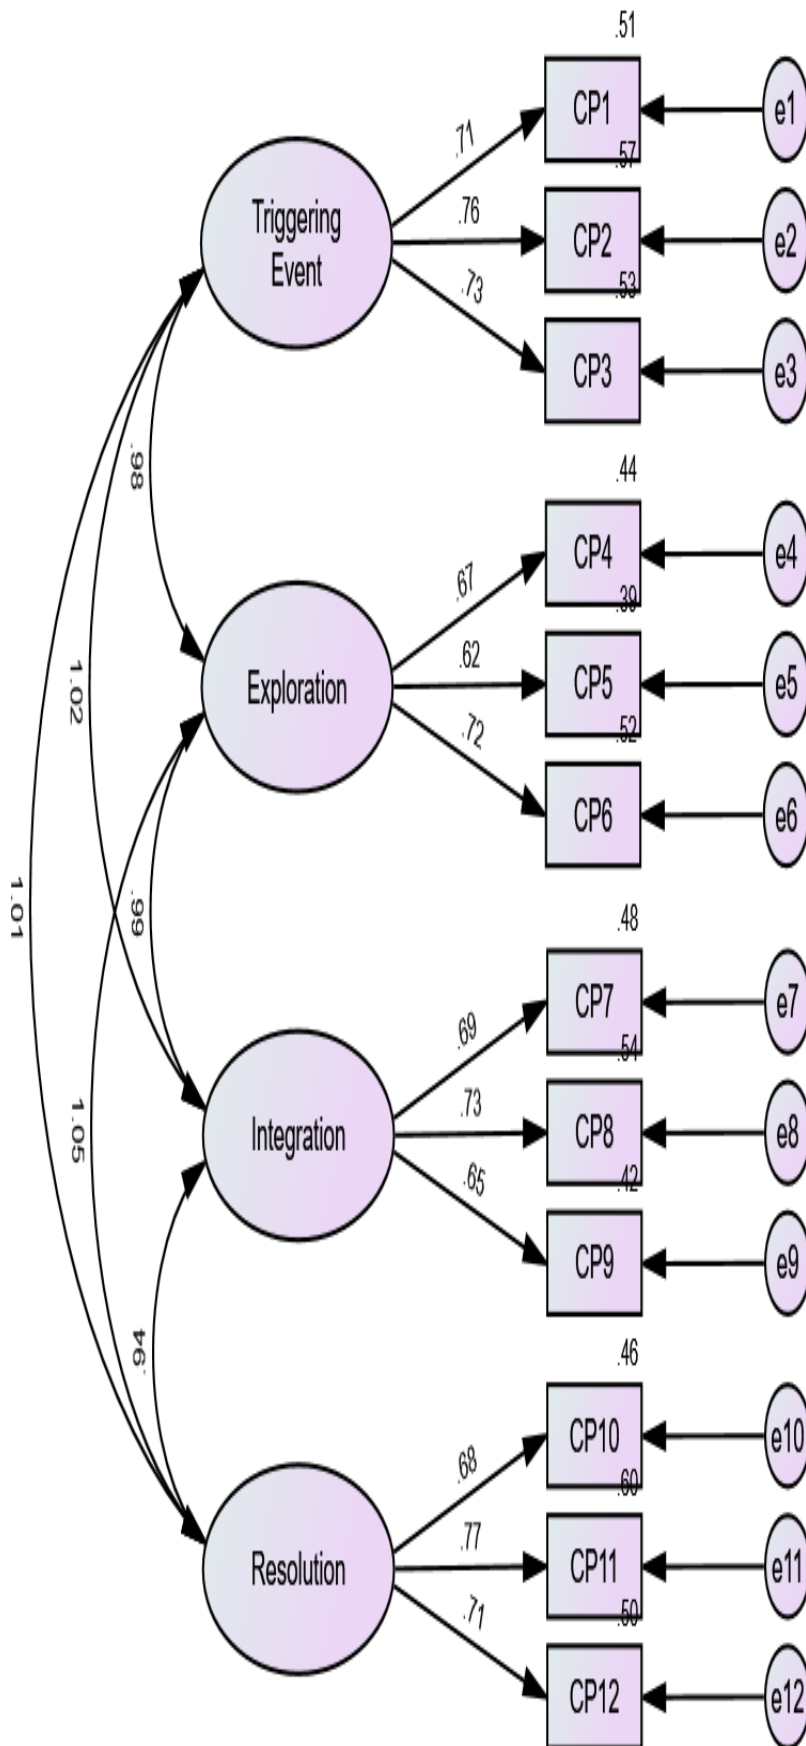 .51
CP1
e1
.71
.57
Triggering
Event
.76
CP2
e2
.53
.73
CP3
e3
.98
.44
CP4
e4
.67
.39
Exploration
.62
CP5
e5
.52
.72
CP6
e6
1.02
1.01
.99
.48
CP7
e7
.69
.54
Integration
.73
CP8
e8
.42
.65
CP9
e9
1.05
.94
.46
CP10
e10
.68
.60
Resolution
.77
CP11
e11
.50
.71
CP12
e12